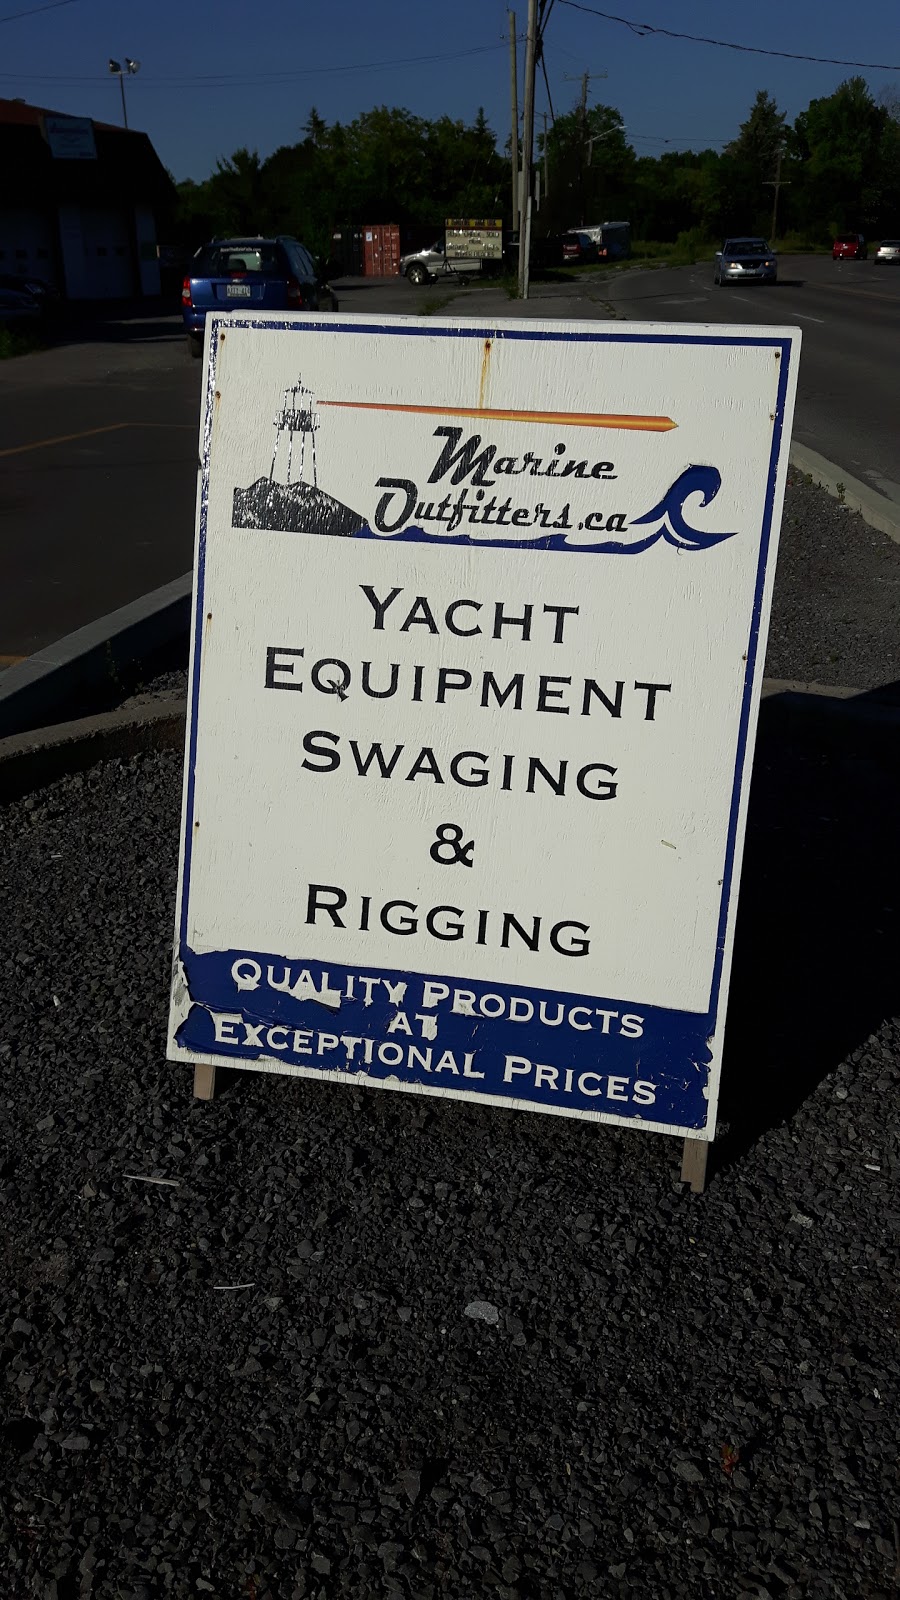 Marine
Outfitters.ca
YACHT
EQUIPMENT
SWAGING
&
RIGGING
QUALITY PRODUCTS
AT
EXCEPTIONAL PRICES